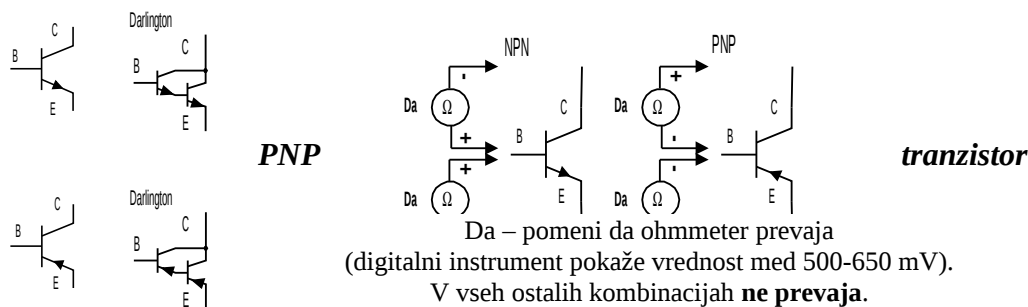 Darlington
C
C
B
B
E
E
PNP
Darlington
C
C
B
B
E
E
NPN
-
C
Da
Ω
B
+
+
E
Da
Ω
PNP
+
C
Da
Ω
B
-
-
E
Da
Ω
tranzistor
Da – pomeni da ohmmeter prevaja
(digitalni instrument pokaže vrednost med 500-650 mV).
V vseh ostalih kombinacijah ne prevaja.